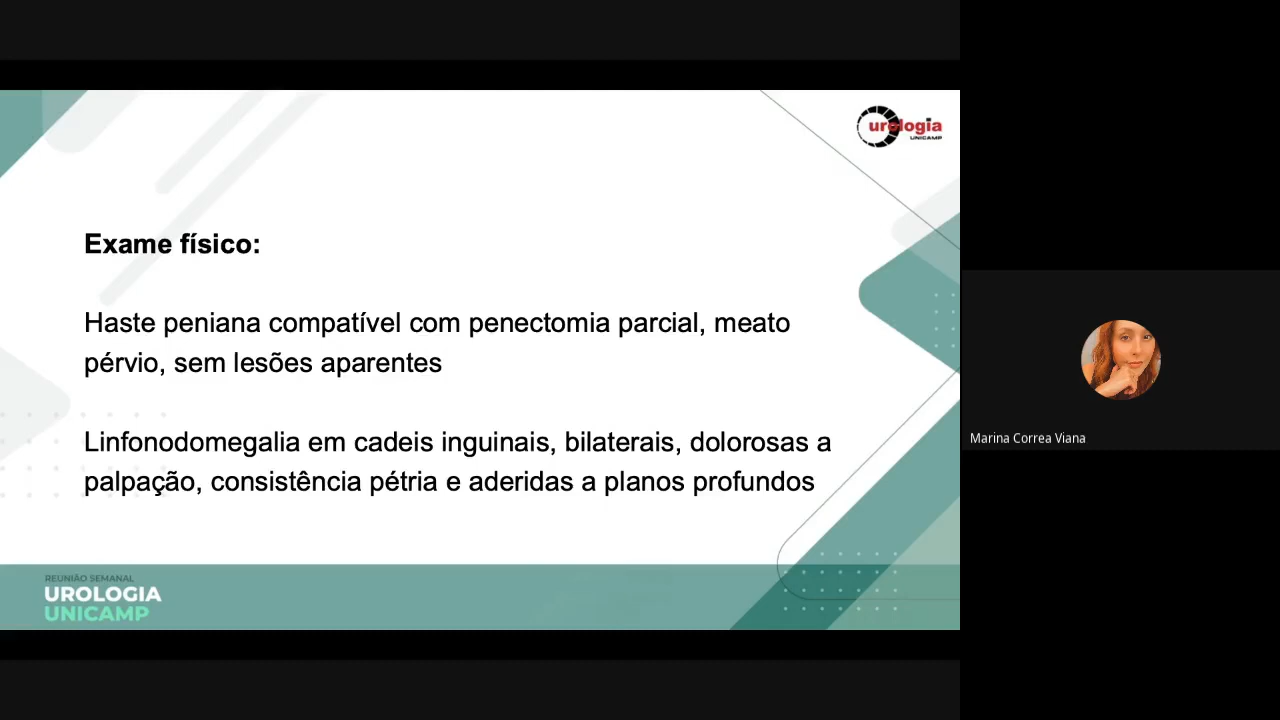 urologia
UNICAMP
Exame físico:
Haste peniana compatível com penectomia parcial, meato
pérvio, sem lesões aparentes
Linfonodomegalia em cadeis inguinais, bilaterais, dolorosas a
palpação, consistência pétria e aderidas a planos profundos
Marina Correa Viana
REUNIÃO SEMANAL
UROLOGIA
UNICAMP